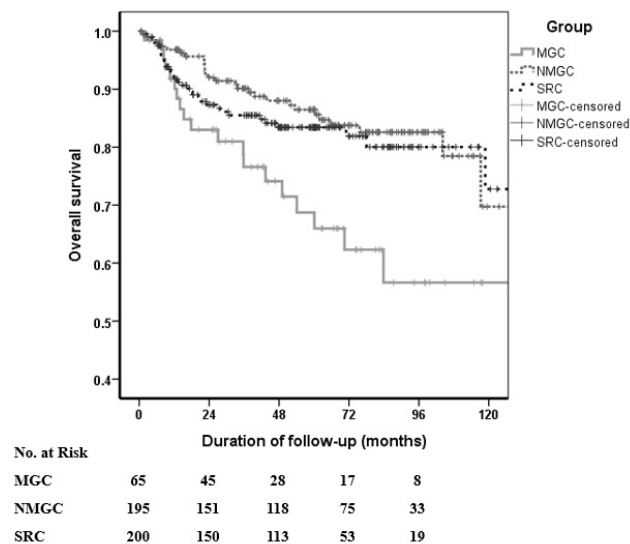 Overall survival
1.0
0.9
0.8
0.7
0.6
0.5
0.4
0 24 48 72 96 120
Duration of follow-up (months)
Group
MGC
NMGC
SRC
MGC-censored
NMGC-censored
SRC-censored
No. at Risk
MGC 65 45 28 17 8
NMGC 195 151 118 75 33
SRC 200 150 113 53 19